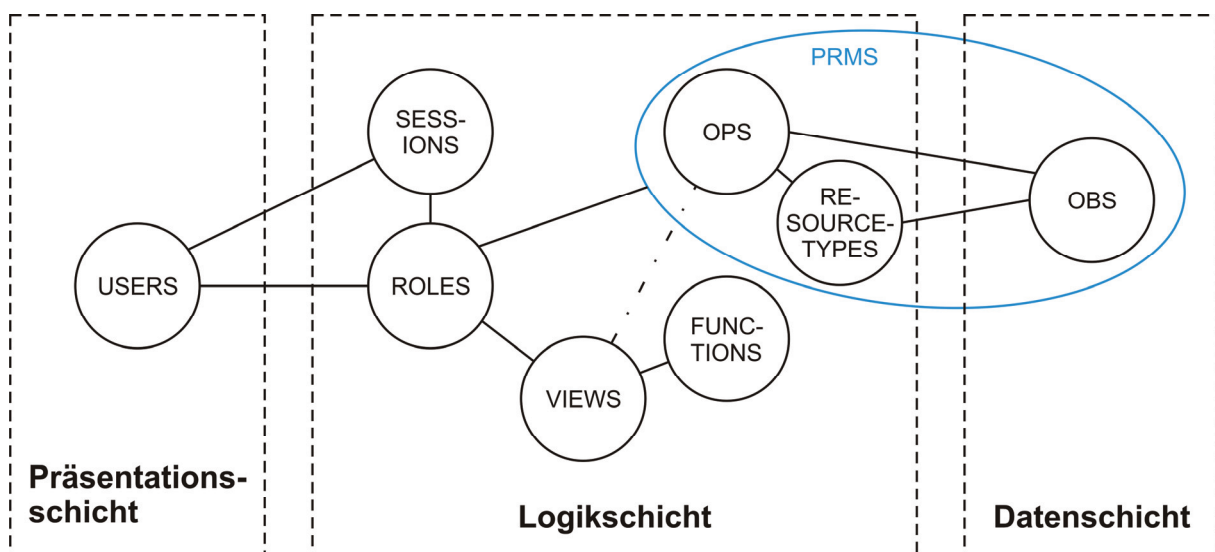 PRMS
SESS-
IONS
OPS
RE-
SOURCE-
TYPES
OBS
USERS
ROLES
FUNC-
TIONS
VIEWS
Präsentations-
schicht
Logikschicht
Datenschicht